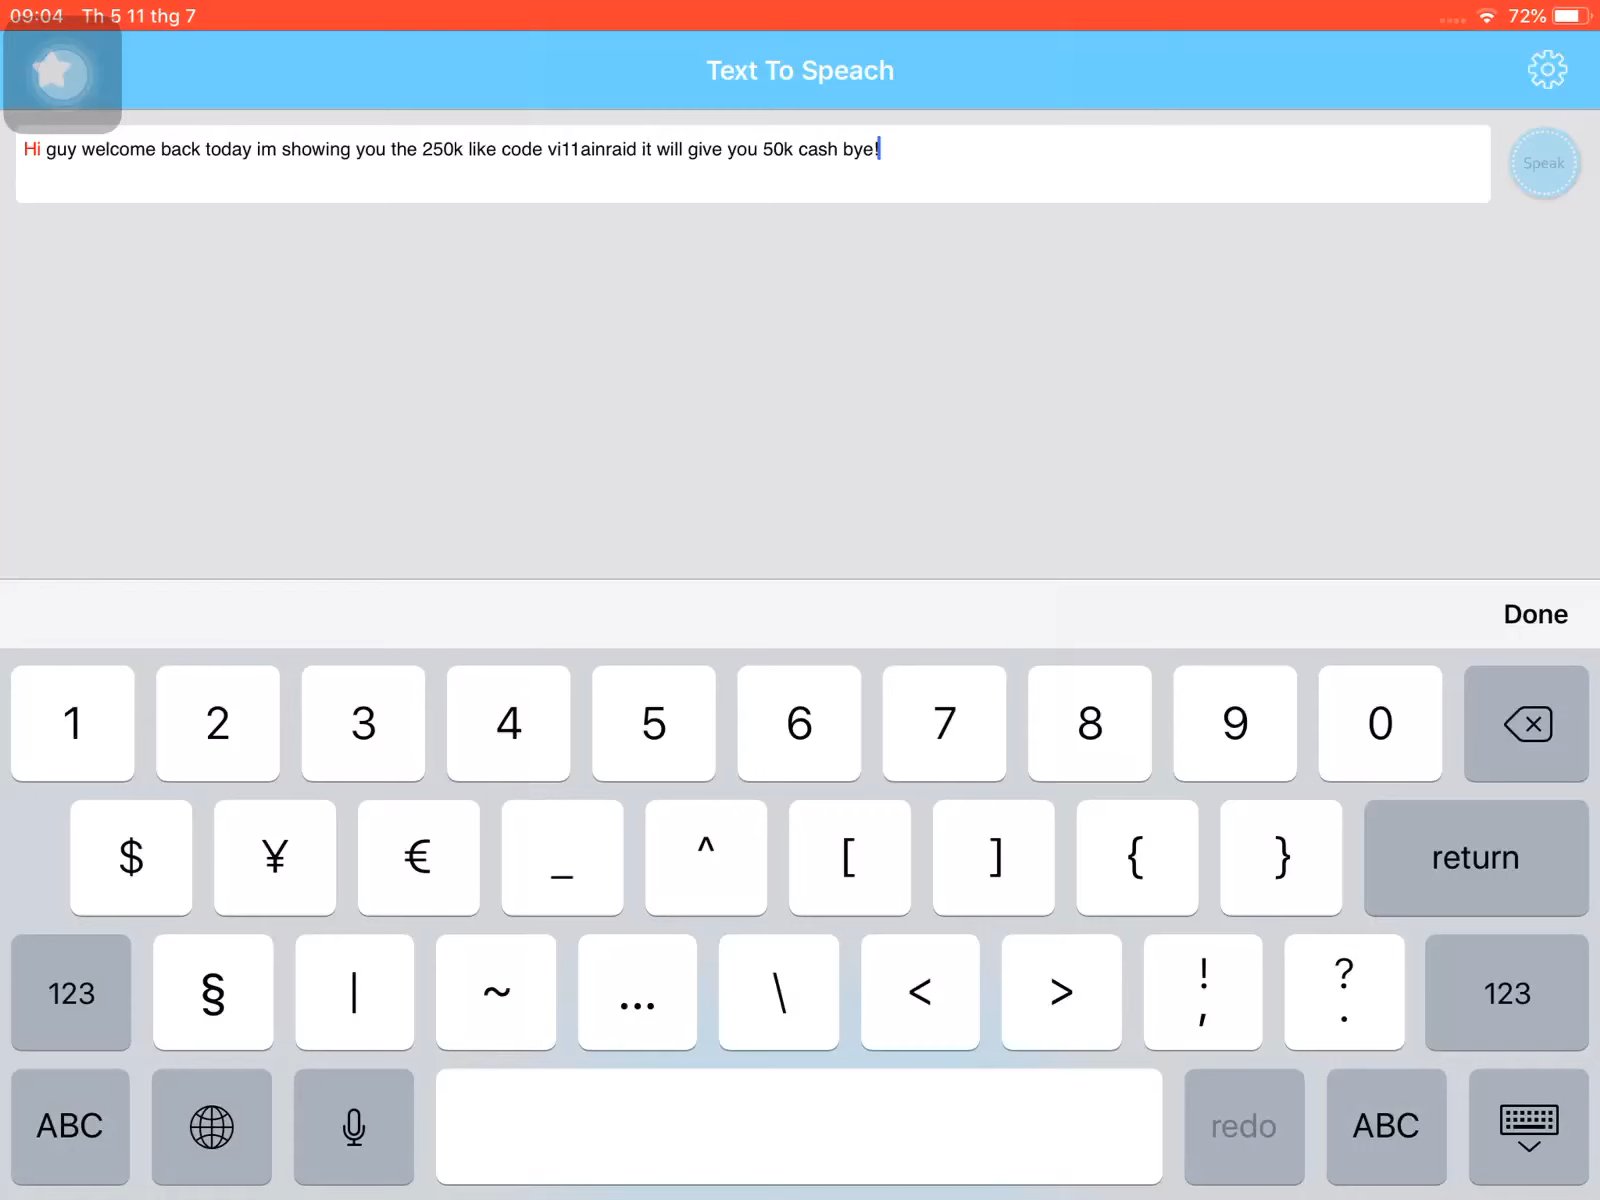 09:04 Th 5 11 thg 7 72%
Text To Speach
Hi guy welcome back today im showing you the 250k like code vi11ainraid it will give you 50k cash bye!
Speak
Done
1 2 3 4 5 6 7 8 9 0
$ ¥ € _ ^ [ ] { } return
123 § | ~ … \ < > ! , ? . 123
ABC redo ABC